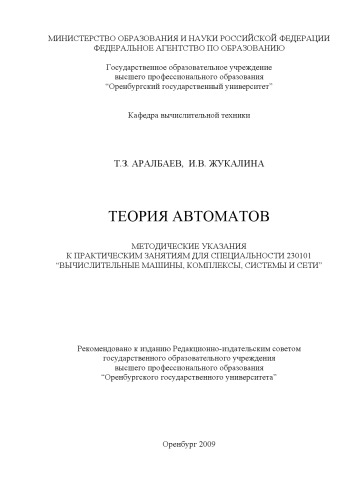 МИНИСТЕРСТВО ОБРАЗОВАНИЯ И НАУКИ РОССИЙСКОЙ ФЕДЕРАЦИИ
ФЕДЕРАЛЬНОЕ АГЕНТСТВО ПО ОБРАЗОВАНИЮ
Государственное образовательное учреждение
высшего профессионального образования
“Оренбургский государственный университет”
Кафедра вычислительной техники
Т.З. АРАЛБАЕВ, И.В. ЖУКАЛИНА
ТЕОРИЯ АВТОМАТОВ
МЕТОДИЧЕСКИЕ УКАЗАНИЯ
К ПРАКТИЧЕСКИМ ЗАНЯТИЯМ ДЛЯ СПЕЦИАЛЬНОСТИ 230101
“ВЫЧИСЛИТЕЛЬНЫЕ МАШИНЫ, КОМПЛЕКСЫ, СИСТЕМЫ И СЕТИ”
Рекомендовано к изданию Редакционно-издательским советом
государственного образовательного учреждения
высшего профессионального образования
“Оренбургского государственного университета”
Оренбург 2009